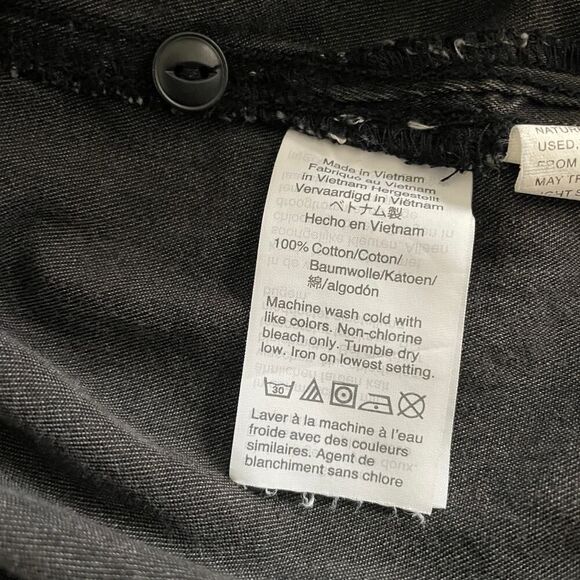 Made in Vietnam
Fabriqué au Vietnam
in Vietnam Hergestellt
Vervaardigd in Viëtnam
ベトナム製
Hecho en Vietnam
100% Cotton/Coton/
Baumwolle/Katoen/
綿/algodón
Machine wash cold with
like colors. Non-chlorine
bleach only. Tumble dry
low. Iron on lowest setting.
30
Laver à la machine à l'eau
froide avec des couleurs
similaires. Agent de
blanchiment sans chlore
USED,
FROM
MAY